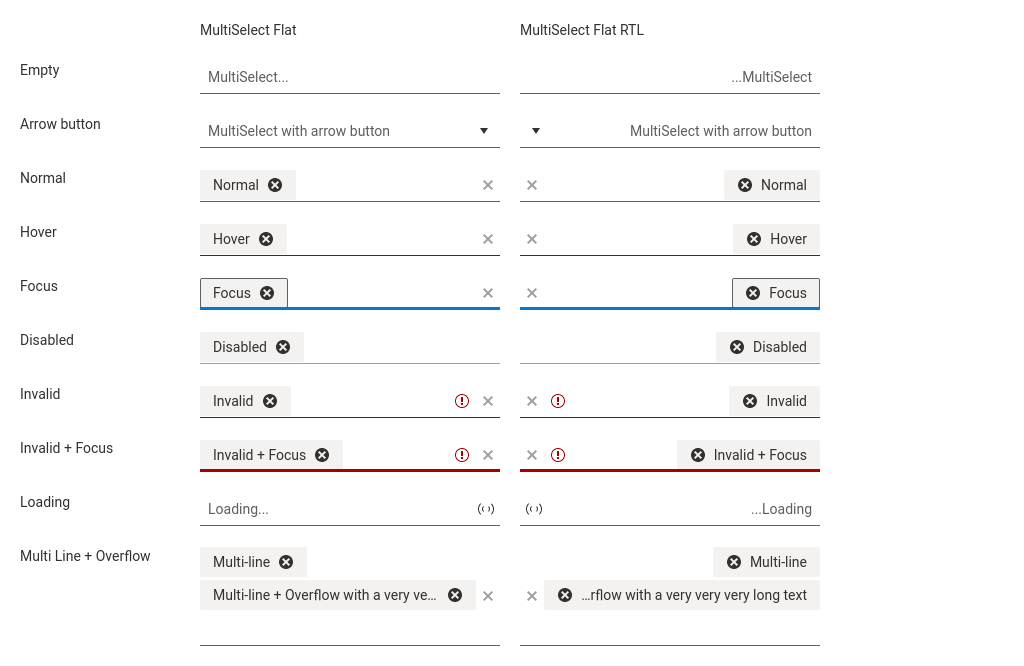 MultiSelect Flat MultiSelect Flat RTL
Empty MultiSelect... ...MultiSelect
Arrow button MultiSelect with arrow button MultiSelect with arrow button
Normal Normal Normal
Hover Hover Hover
Focus Focus Focus
Disabled Disabled Disabled
Invalid Invalid Invalid
Invalid + Focus Invalid + Focus Invalid + Focus
Loading Loading... ...Loading
Multi Line + Overflow Multi-line Multi-line
Multi-line + Overflow with a very ve... ...rflow with a very very very long text